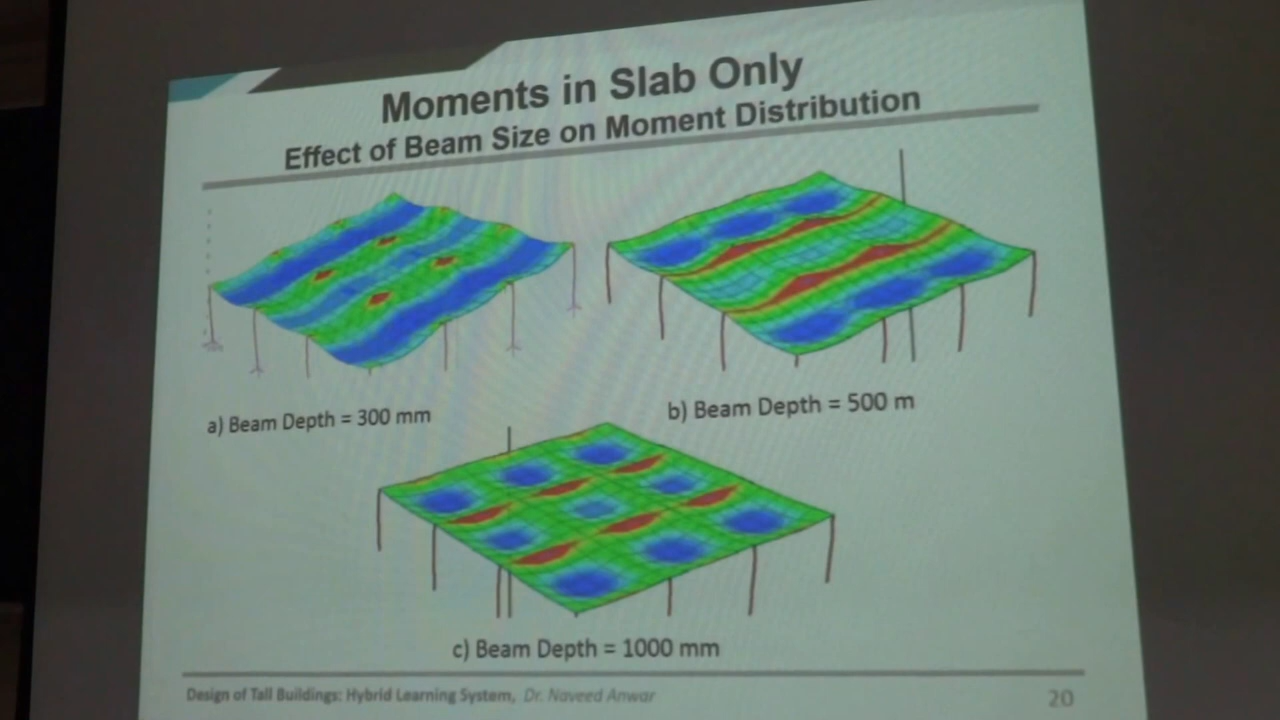 Moments in Slab Only
Effect of Beam Size on Moment Distribution
a) Beam Depth = 300 mm
b) Beam Depth = 500 m
c) Beam Depth = 1000 mm
Design of Tall Buildings: Hybrid Learning System, Dr. Naveed Anwar
20